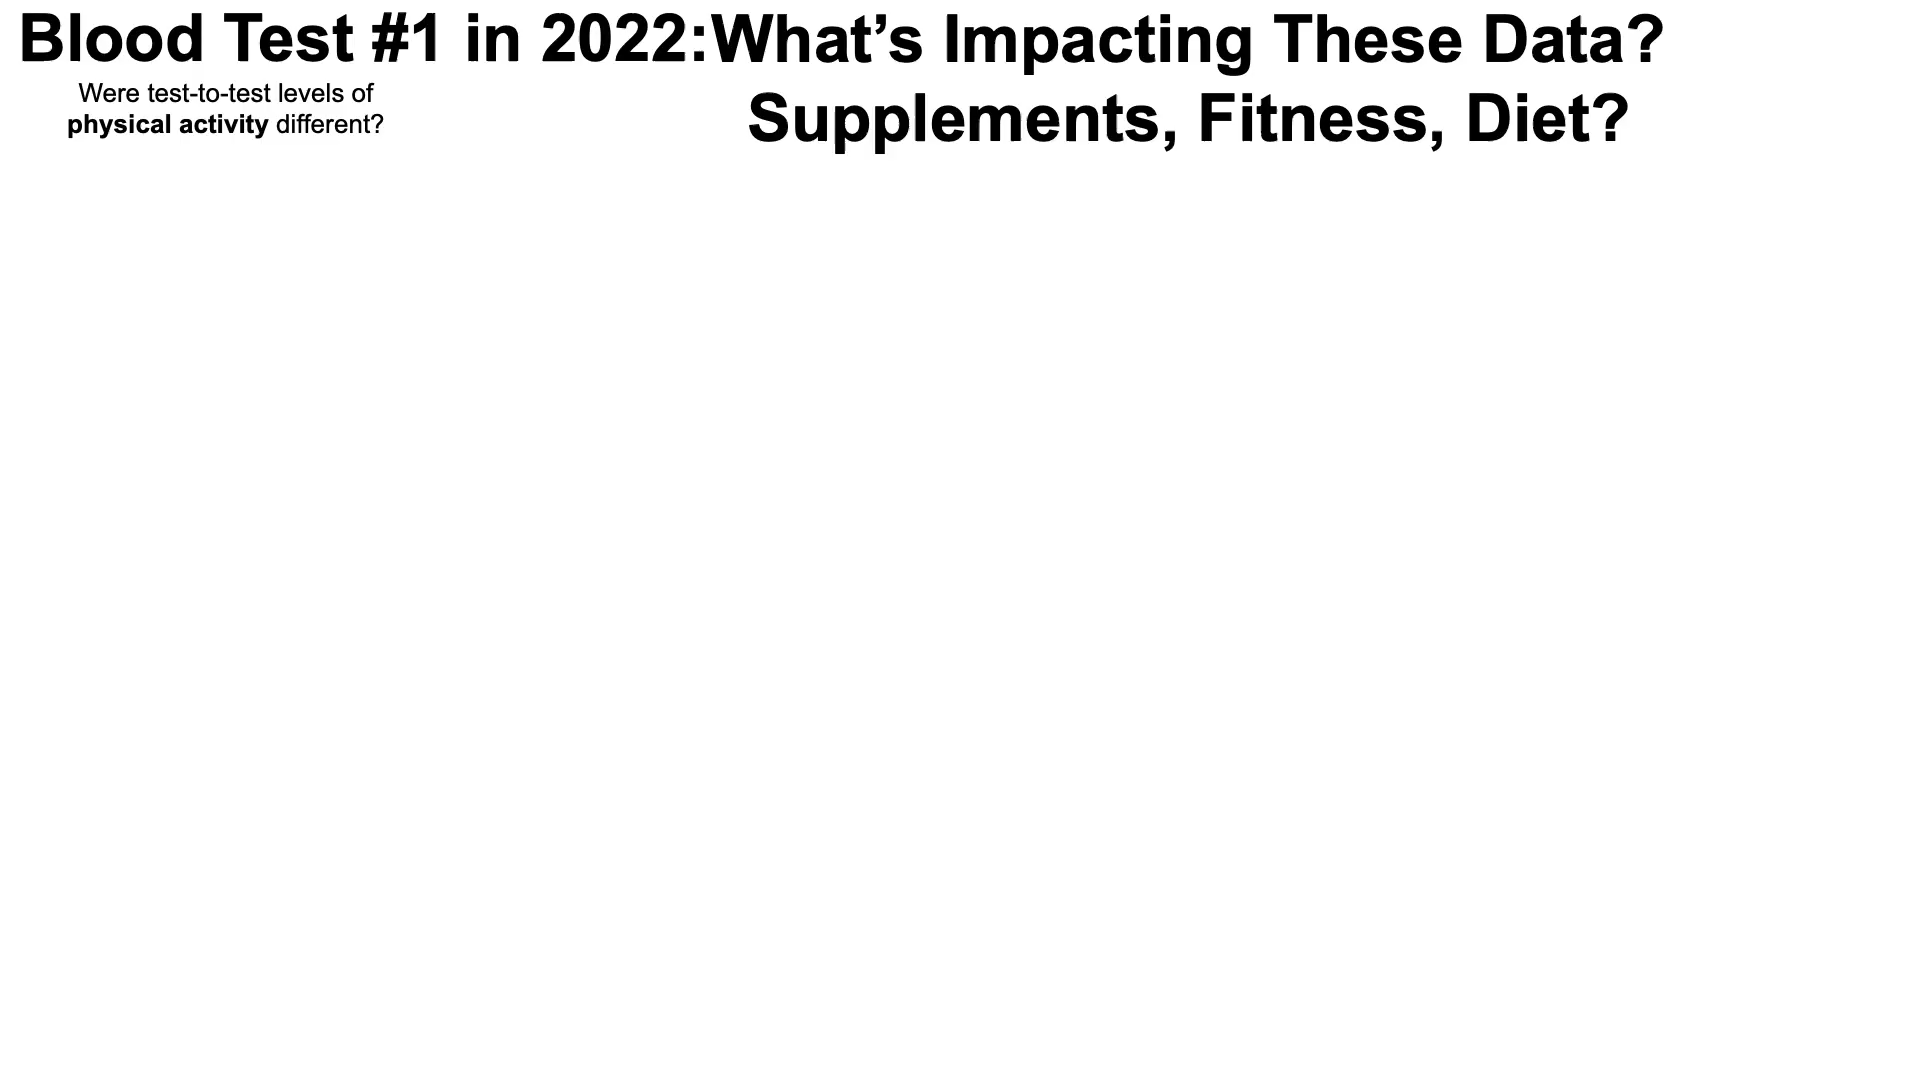 Blood Test #1 in 2022:What’s Impacting These Data?
Supplements, Fitness, Diet?
Were test-to-test levels of
physical activity different?